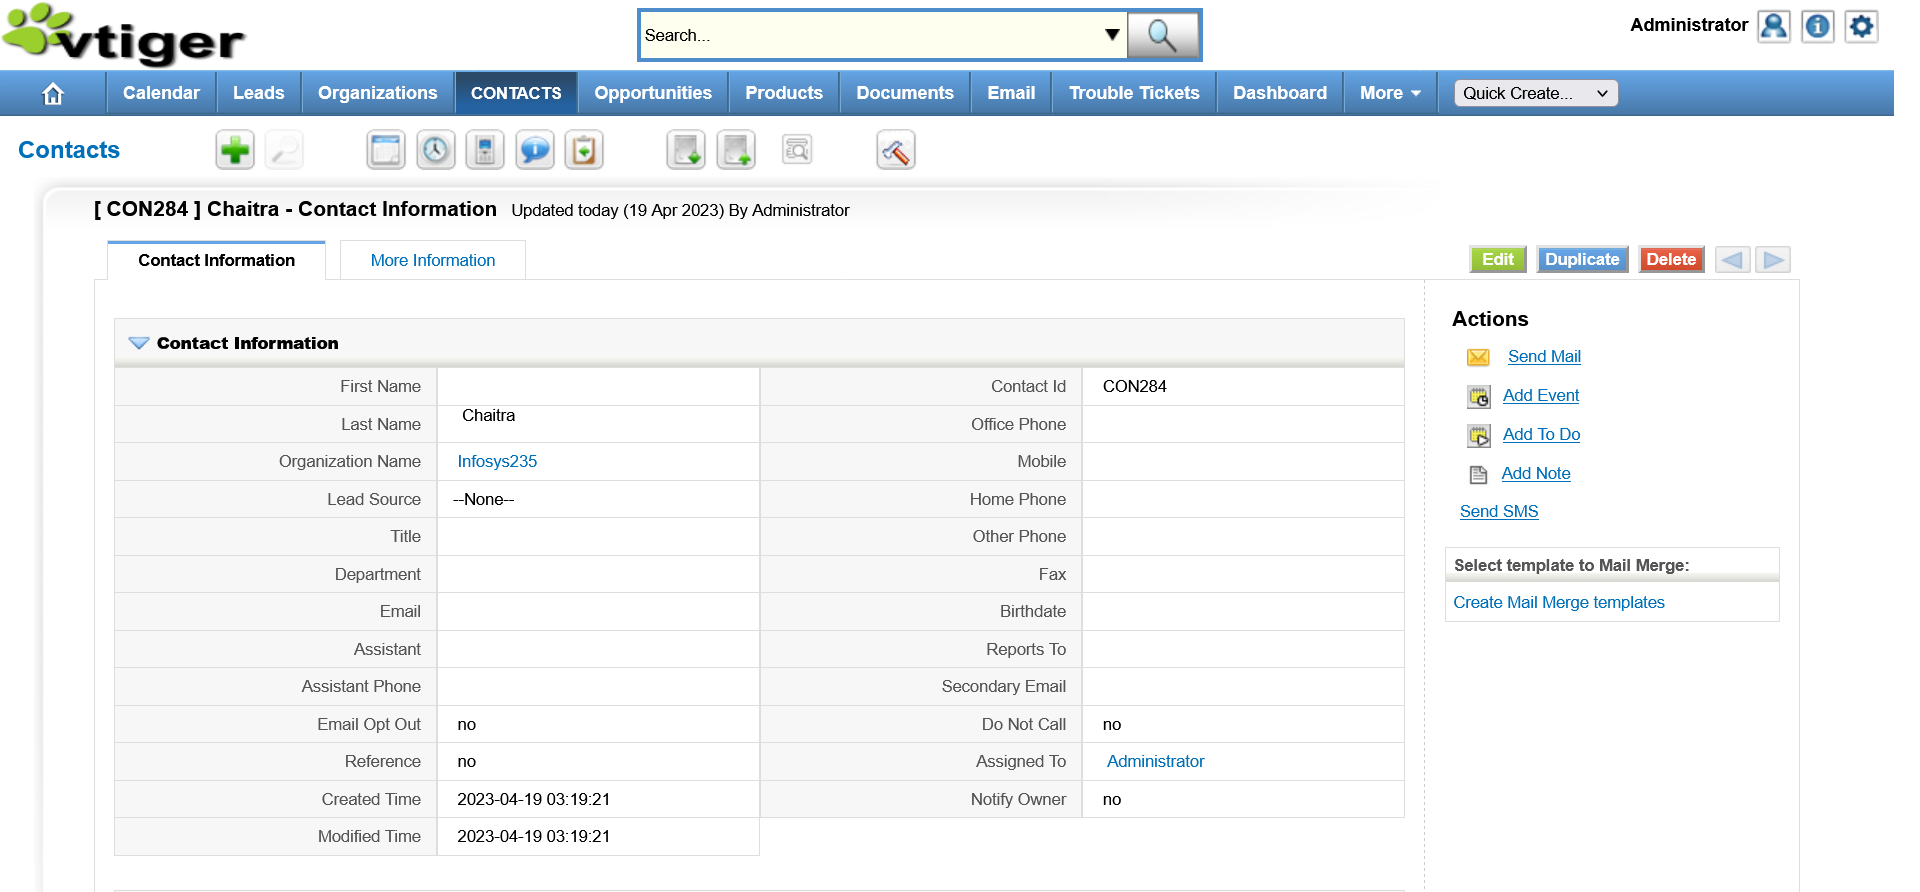 vtiger
Search...
Administrator
Calendar Leads Organizations CONTACTS Opportunities Products Documents Email Trouble Tickets Dashboard More Quick Create...
Contacts
[ CON284 ] Chaitra - Contact Information Updated today (19 Apr 2023) By Administrator
Contact Information More Information
Edit Duplicate Delete
Contact Information
First Name Contact Id CON284
Last Name Chaitra Office Phone
Organization Name Infosys235 Mobile
Lead Source --None-- Home Phone
Title Other Phone
Department Fax
Email Birthdate
Assistant Reports To
Assistant Phone Secondary Email
Email Opt Out no Do Not Call no
Reference no Assigned To Administrator
Created Time 2023-04-19 03:19:21 Notify Owner no
Modified Time 2023-04-19 03:19:21
Actions
Send Mail
Add Event
Add To Do
Add Note
Send SMS
Select template to Mail Merge:
Create Mail Merge templates